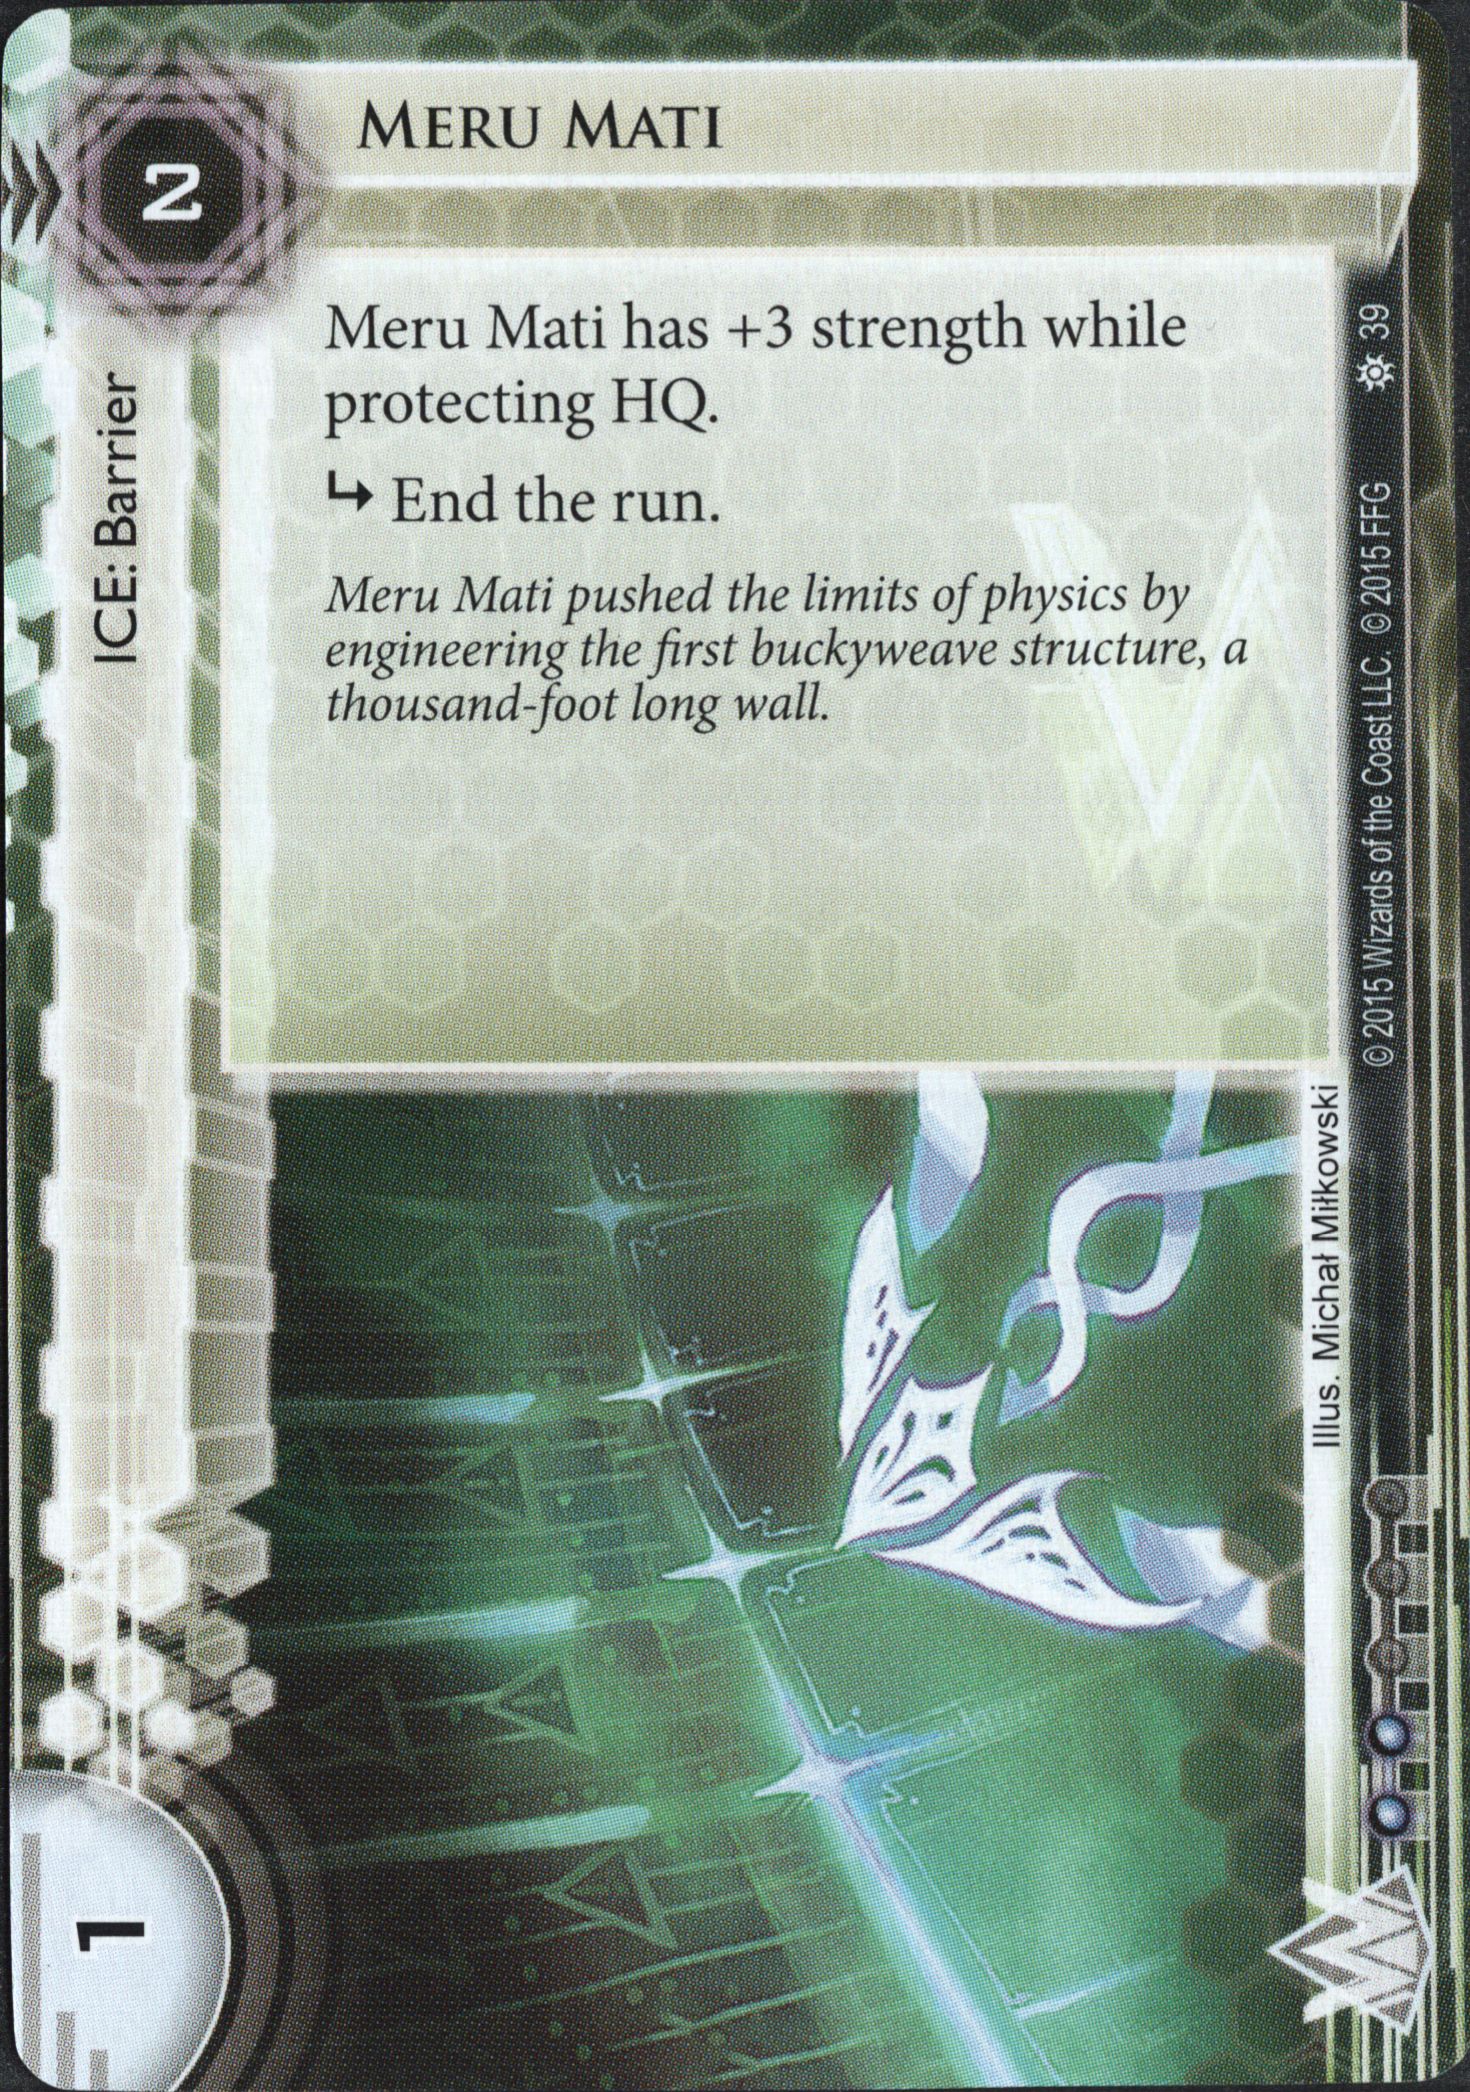 MERU MATI
2
ICE: Barrier
Meru Mati has +3 strength while
protecting HQ.
End the run.
Meru Mati pushed the limits of physics by
engineering the first buckyweave structure, a
thousand-foot long wall.
Illus. Michał Miłkowski
© 2015 Wizards of the Coast LLC. © 2015 FFG 39
1